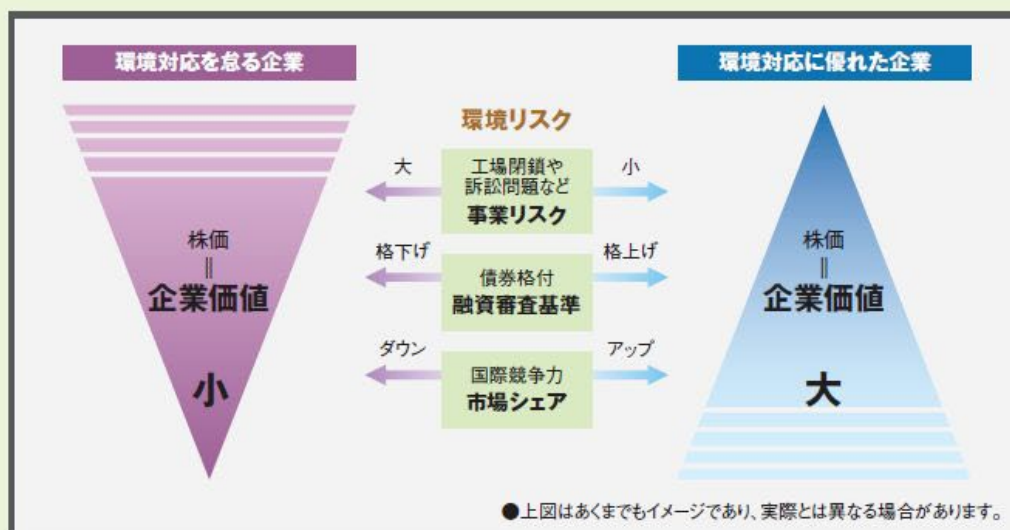 環境対応を怠る企業
環境対応に優れた企業
環境リスク
大
工場閉鎖や
訴訟問題など
事業リスク
小
株価
||
企業価値
小
格下げ
債券格付
融資審査基準
格上げ
ダウン
国際競争力
市場シェア
アップ
株価
||
企業価値
大
●上図はあくまでもイメージであり、実際とは異なる場合があります。